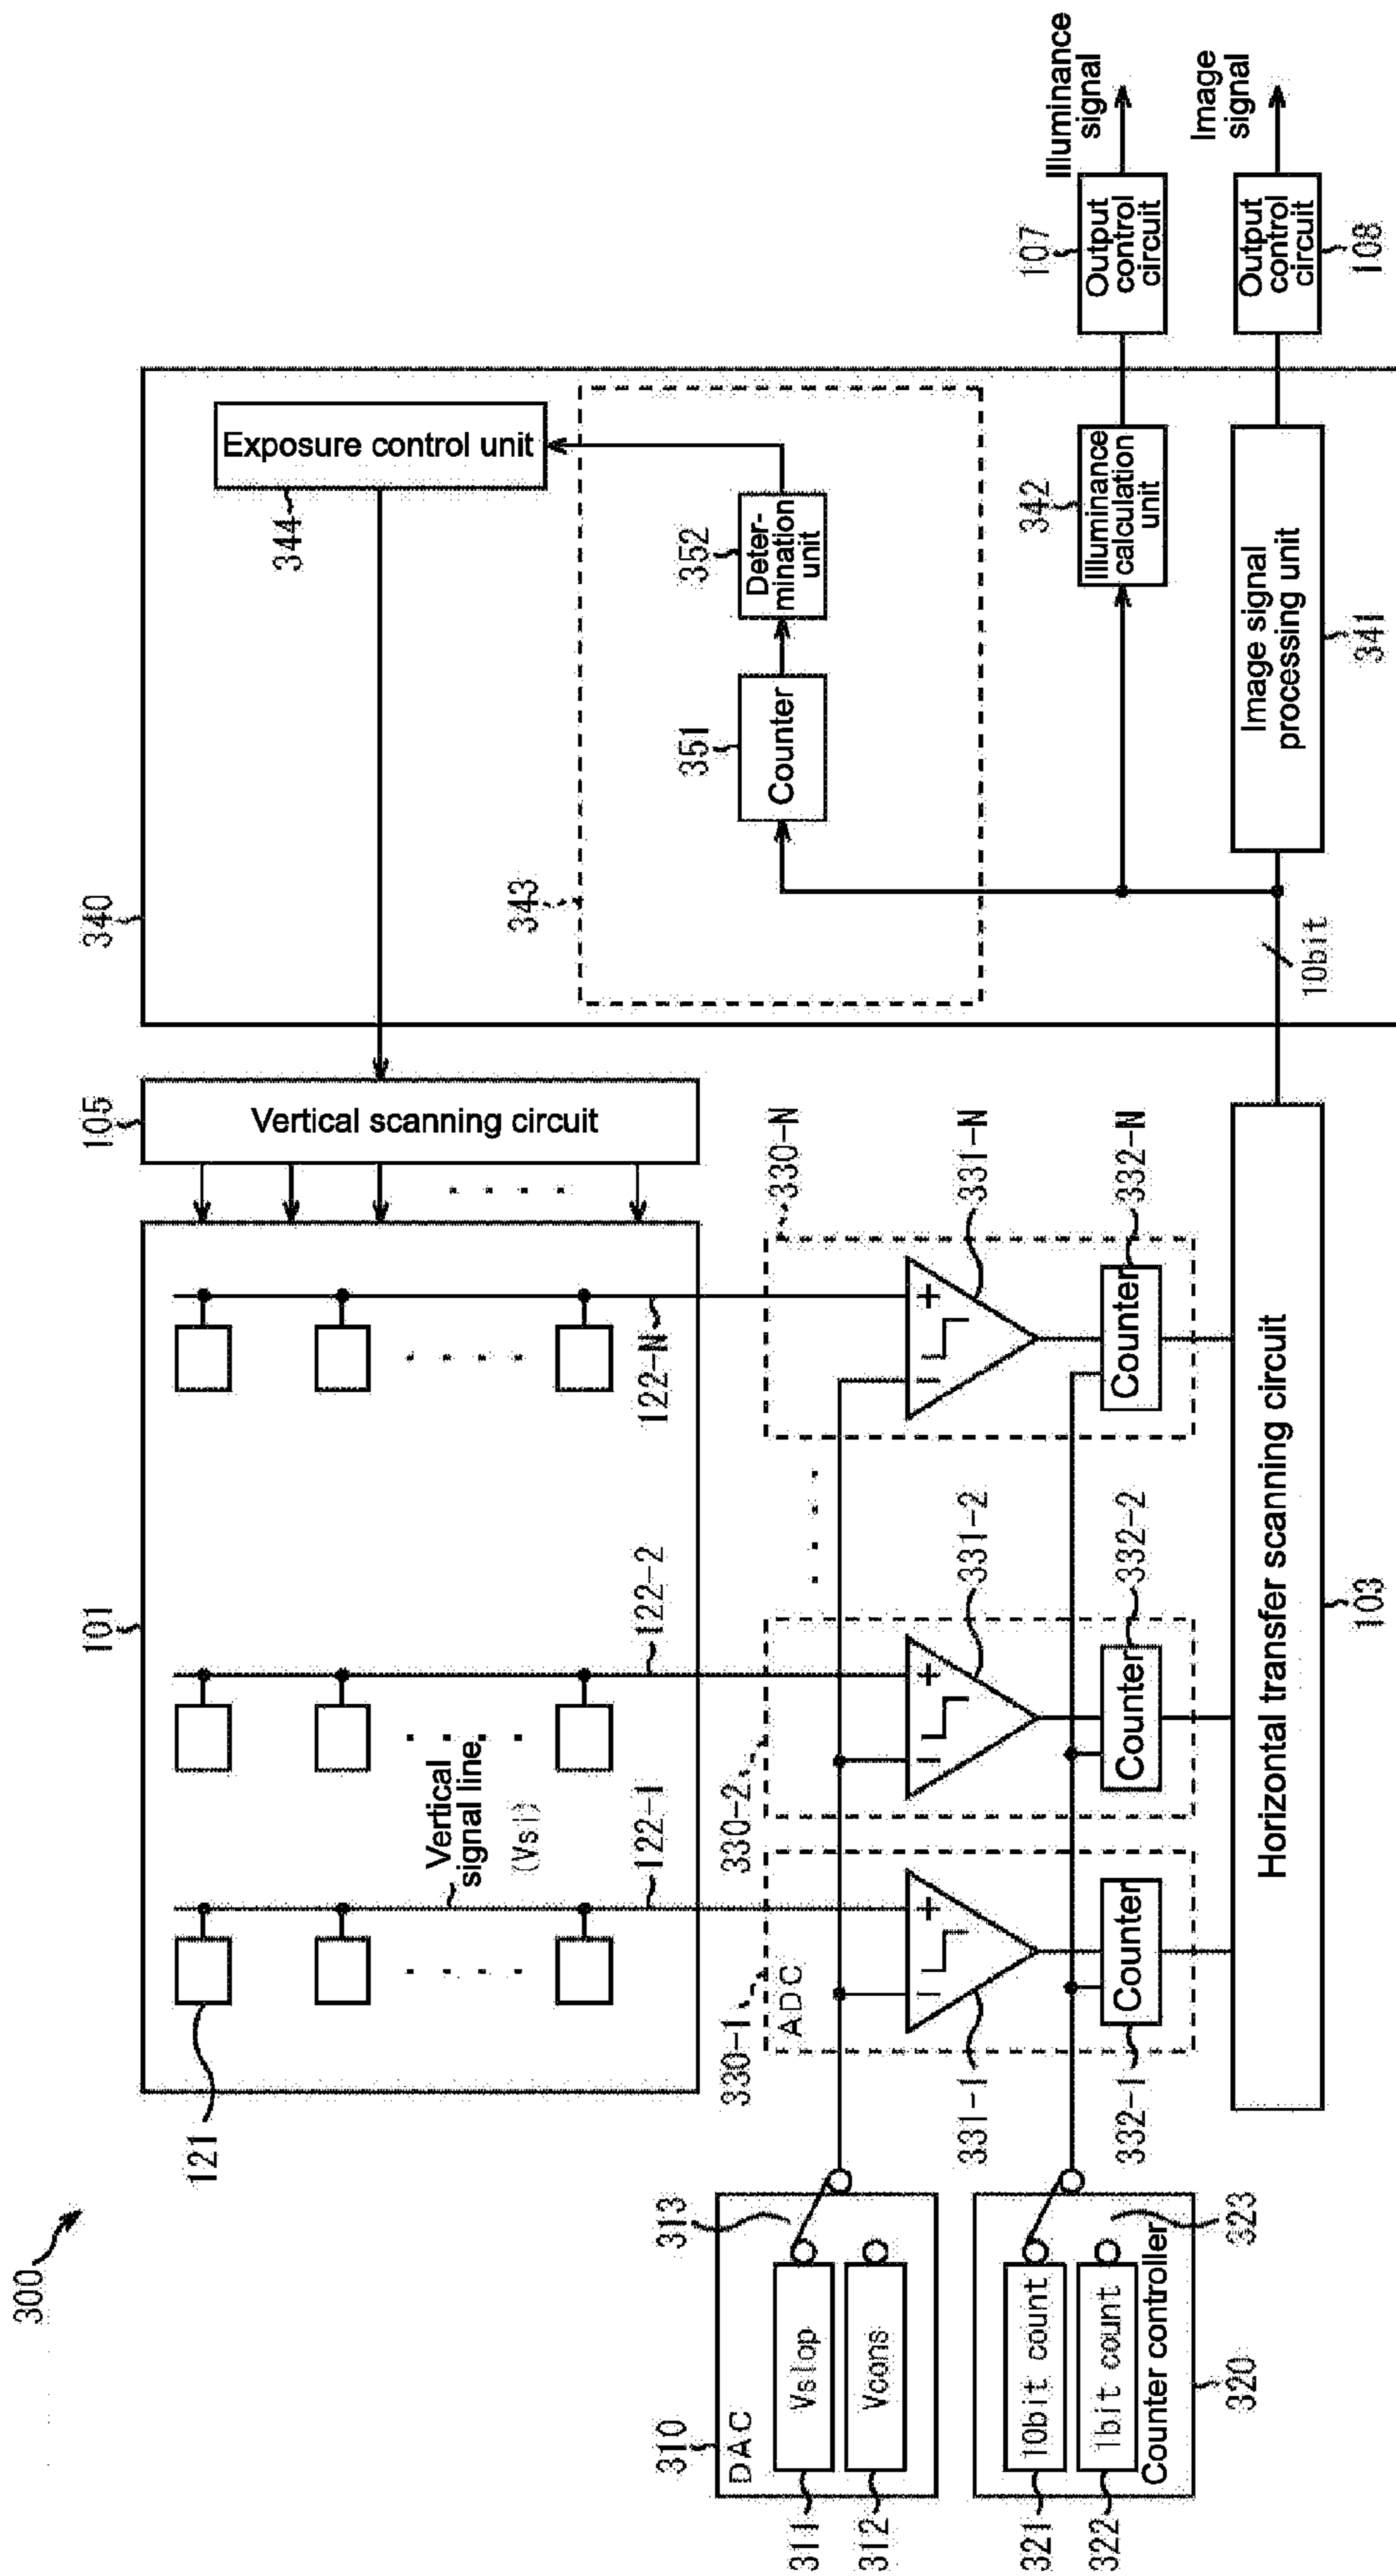 300
101
105
340
121
Vertical
signal line
(Vsl)
122-1
122-2
122-N
Vertical scanning circuit
344
Exposure control unit
343
351
Counter
352
Deter-
mination
unit
310
DAC
311
Vslop
312
Vcons
313
330-1
ADC
330-2
330-N
331-1
331-2
331-N
+
−
+
−
+
−
320
321
10bit count
322
1bit count
323
Counter controller
332-1
Counter
332-2
Counter
332-N
Counter
Horizontal transfer scanning circuit
103
10bit
342
Illuminance
calculation
unit
341
Image signal
processing unit
107
Output
control
circuit
Illuminance
signal
108
Output
control
circuit
Image
signal